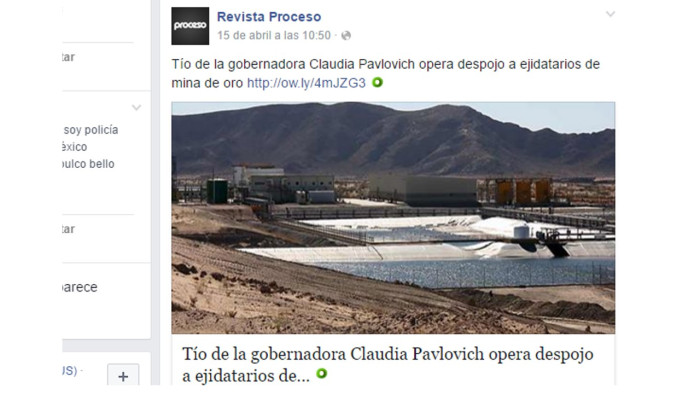 proceso
Revista Proceso
15 de abril a las 10:50 ·
Tío de la gobernadora Claudia Pavlovich opera despojo a ejidatarios de
mina de oro http://ow.ly/4mJZG3
tar
soy policía
éxico
pulco bello
tar
parece
US) ·
+
Tío de la gobernadora Claudia Pavlovich opera despojo
a ejidatarios de...